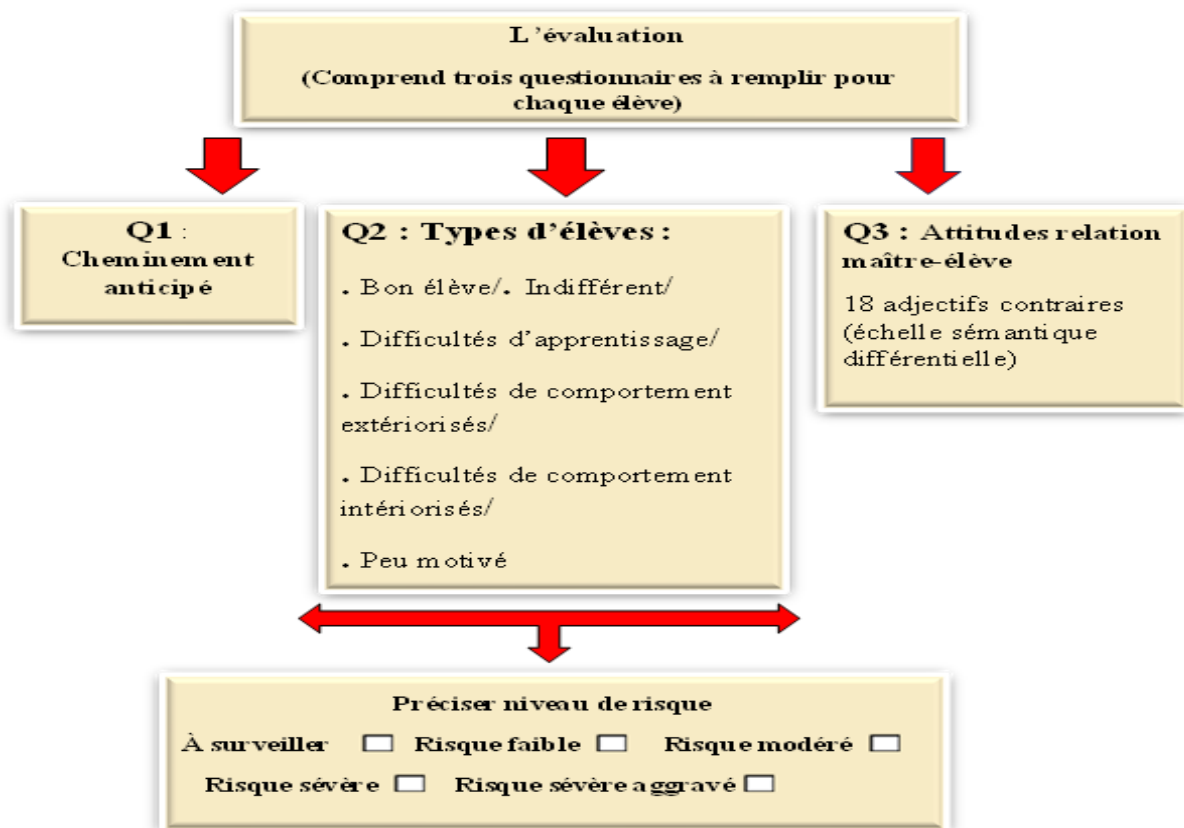 L 'évaluation
(Comprend trois questionnaires à remplir pour
chaque élève)
Q1 :
Cheminement
anticipé
Q2 : Types d'élèves :
. Bon élève/. Indifférent/
. Difficultés d'apprentissage/
. Difficultés de comportement
extériorisés/
. Difficultés de comportement
intériorisés/
. Peu motivé
Q3 : Attitudes relation
maître-élève
18 adjectifs contraires
(échelle sémantique
différentielle)
Préciser niveau de risque
À surveiller Risque faible Risque modéré
Risque sévère Risque sévère aggravé